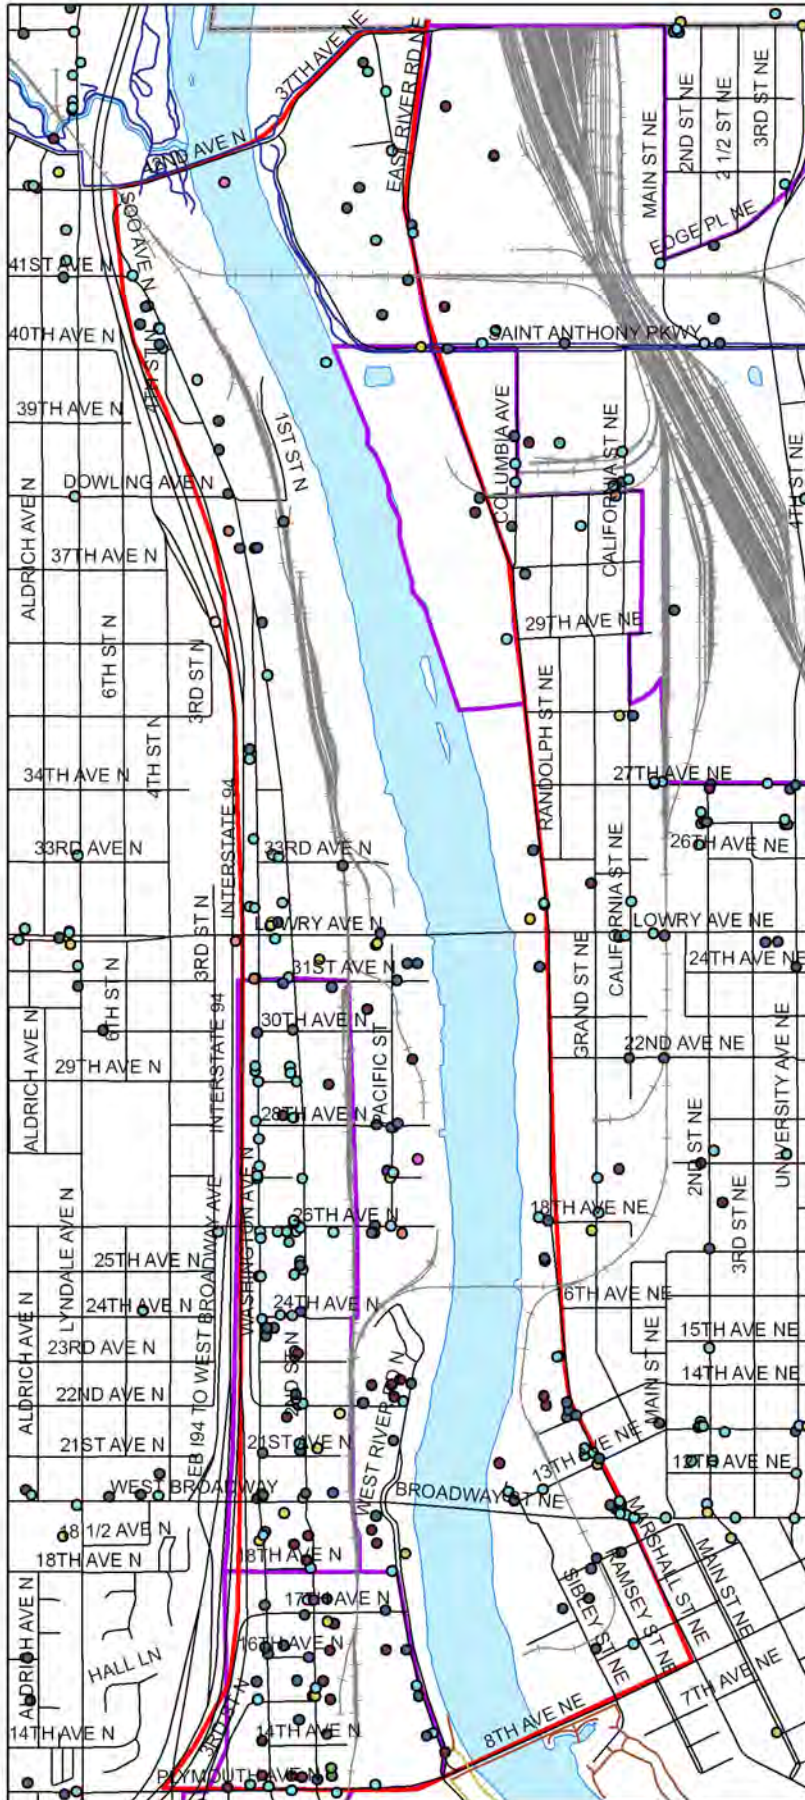 37TH AVE NE
EAST RIVER RD NE
MAIN ST NE
2ND ST NE
2 1/2 ST NE
3RD ST NE
42ND AVE N
SOO AVE N
EDGE PL NE
41ST AVE N
40TH AVE N
4TH ST N
SAINT ANTHONY PKWY
39TH AVE N
1ST ST N
COLUMBIA AVE
CALIFORNIA ST NE
4TH ST NE
DOWLING AVE N
ALDRICH AVE N
37TH AVE N
29TH AVE NE
6TH ST N
3RD ST N
4TH ST N
RANDOLPH ST NE
34TH AVE N
INTERSTATE 94
27TH AVE NE
33RD AVE N
33RD AVE N
26TH AVE NE
CALIFORNIA ST NE
3RD ST N
LOWRY AVE N
LOWRY AVE NE
31ST AVE N
24TH AVE NE
6TH ST N
GRAND ST NE
ALDRICH AVE N
INTERSTATE 94
30TH AVE N
PACIFIC ST
22ND AVE NE
29TH AVE N
UNIVERSITY AVE NE
28TH AVE N
2ND ST NE
LYNDALE AVE N
WASHINGTON AVE N
26TH AVE N
18TH AVE NE
3RD ST NE
25TH AVE N
24TH AVE N
24TH AVE N
6TH AVE NE
ALDRICH AVE N
EB I94 TO WEST BROADWAY AVE
15TH AVE NE
23RD AVE N
2ND ST N
MAIN ST NE
14TH AVE NE
22ND AVE N
WEST RIVER RD N
21ST AVE N
21ST AVE N
13TH AVE NE
12TH AVE NE
WEST BROADWAY
BROADWAY ST NE
18 1/2 AVE N
MARSHALL ST NE
18TH AVE N
18TH AVE N
MAIN ST NE
RAMSEY ST NE
SIBLEY ST NE
ALDRICH AVE N
17TH AVE N
16TH AVE N
HALL LN
7TH AVE NE
3RD ST N
14TH AVE N
14TH AVE N
8TH AVE NE
PLYMOUTH AVE N